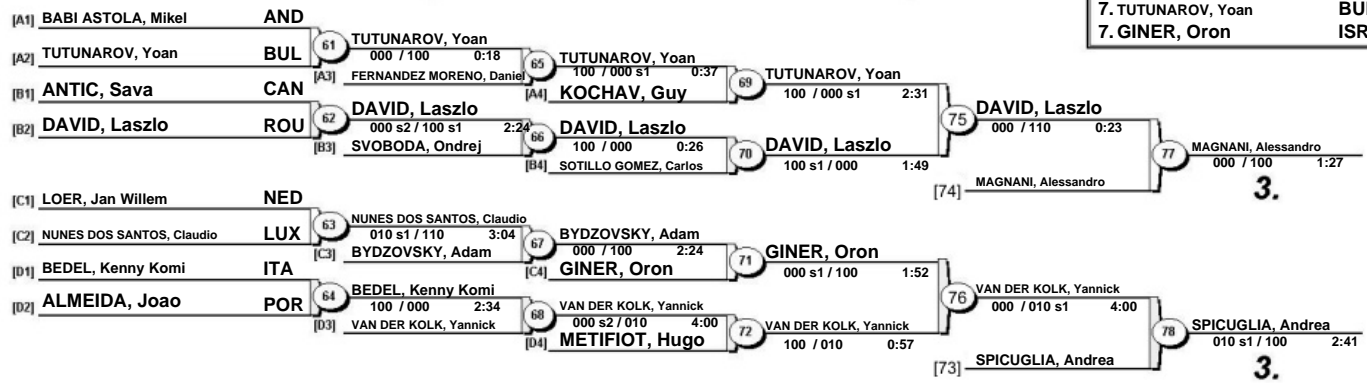 7. TUTUNAROV, Yoan
7. GINER, Oron ISR
[A1] BABI ASTOLA, Mikel AND
[A2] TUTUNAROV, Yoan BUL
61
TUTUNAROV, Yoan
000 / 100 0:18
[A3] FERNANDEZ MORENO, Daniel
65
TUTUNAROV, Yoan
100 / 000 s1 0:37
[A4] KOCHAV, Guy
69
TUTUNAROV, Yoan
100 / 000 s1 2:31
[B1] ANTIC, Sava CAN
[B2] DAVID, Laszlo ROU
62
DAVID, Laszlo
000 s2 / 100 s1 2:24
[B3] SVOBODA, Ondrej
66
DAVID, Laszlo
100 / 000 0:26
[B4] SOTILLO GOMEZ, Carlos
70
DAVID, Laszlo
100 s1 / 000 1:49
75
DAVID, Laszlo
000 / 110 0:23
[74] MAGNANI, Alessandro
77
MAGNANI, Alessandro
000 / 100 1:27
3.
[C1] LOER, Jan Willem NED
[C2] NUNES DOS SANTOS, Claudio LUX
63
NUNES DOS SANTOS, Claudio
010 s1 / 110 3:04
[C3] BYDZOVSKY, Adam
67
BYDZOVSKY, Adam
000 / 100 2:24
[C4] GINER, Oron
71
GINER, Oron
000 s1 / 100 1:52
[D1] BEDEL, Kenny Komi ITA
[D2] ALMEIDA, Joao POR
64
BEDEL, Kenny Komi
100 / 000 2:34
[D3] VAN DER KOLK, Yannick
68
VAN DER KOLK, Yannick
000 s2 / 010 4:00
[D4] METIFIOT, Hugo
72
VAN DER KOLK, Yannick
100 / 010 0:57
76
VAN DER KOLK, Yannick
000 / 010 s1 4:00
[73] SPICUGLIA, Andrea
78
SPICUGLIA, Andrea
010 s1 / 100 2:41
3.